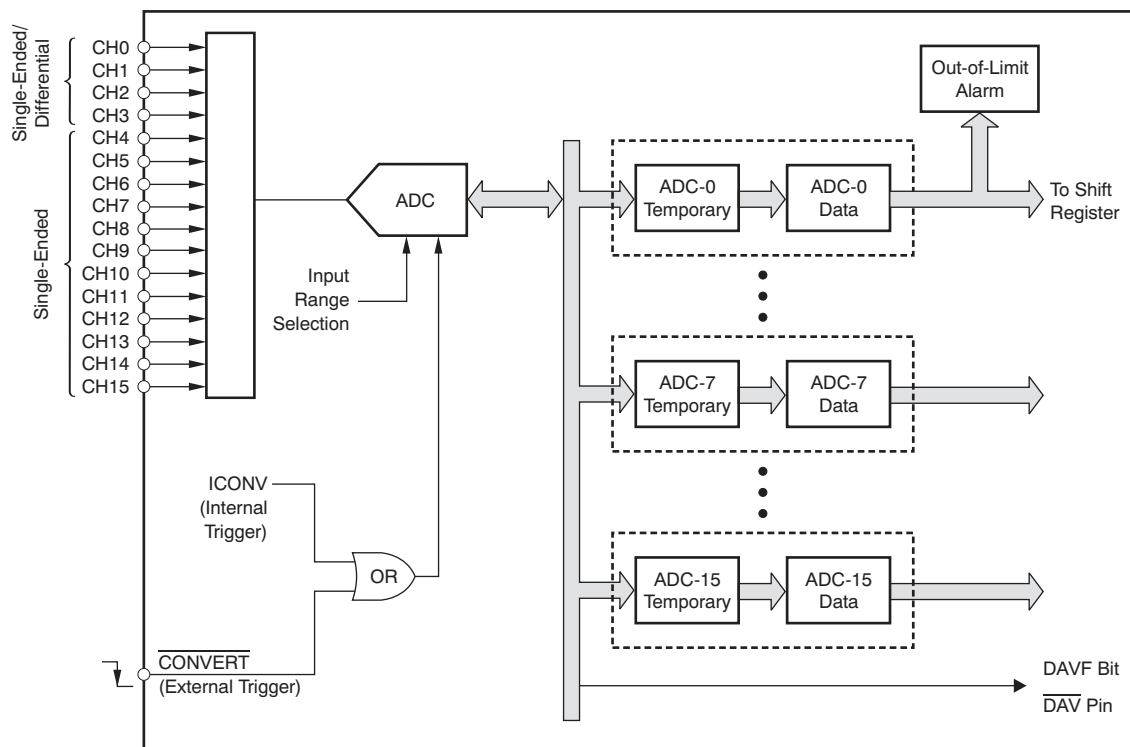 Single-Ended/
Differential
CH0
CH1
CH2
CH3
Single-Ended
CH4
CH5
CH6
CH7
CH8
CH9
CH10
CH11
CH12
CH13
CH14
CH15
ADC
Input
Range
Selection
ICONV
(Internal
Trigger)
OR
CONVERT
(External Trigger)
Out-of-Limit
Alarm
ADC-0
Temporary
ADC-0
Data
To Shift
Register
ADC-7
Temporary
ADC-7
Data
ADC-15
Temporary
ADC-15
Data
DAVF Bit
DAV Pin